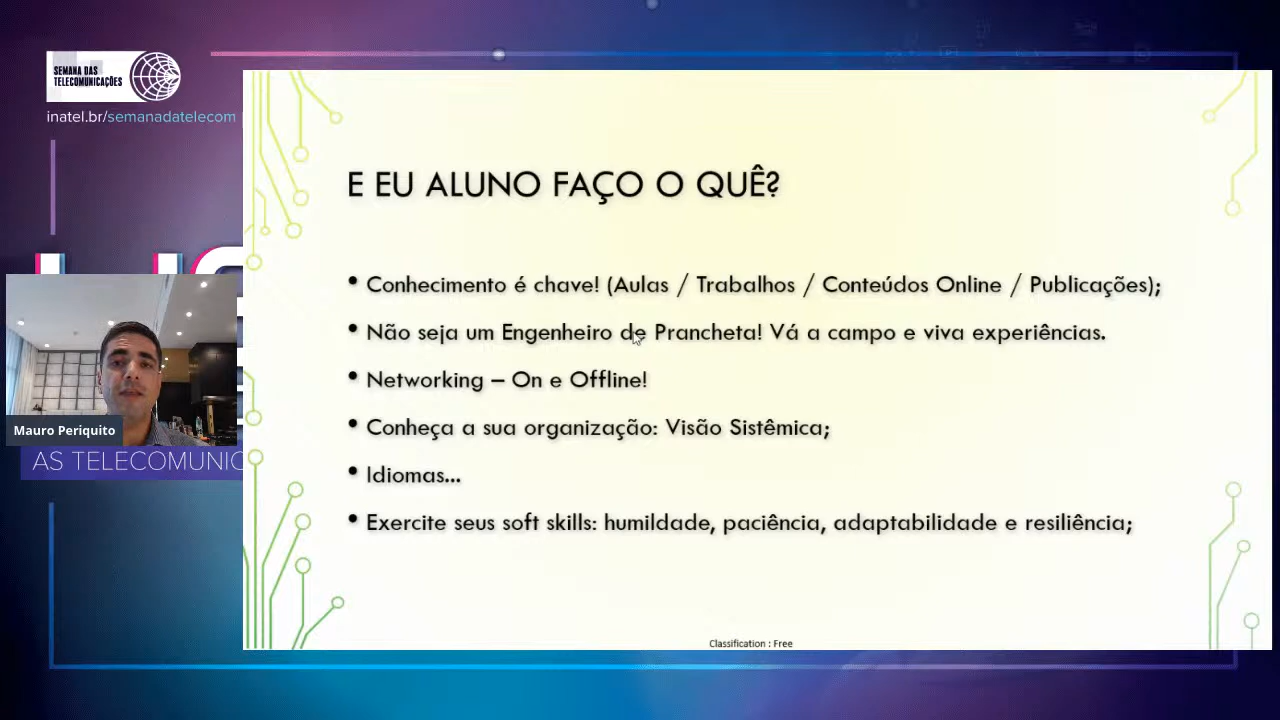 SEMANA DAS
TELECOMUNICAÇÕES
inatel.br/semanadatelecom
E EU ALUNO FAÇO O QUÊ?
• Conhecimento é chave! (Aulas / Trabalhos / Conteúdos Online / Publicações);
• Não seja um Engenheiro de Prancheta! Vá a campo e viva experiências.
• Networking – On e Offline!
• Conheça a sua organização: Visão Sistêmica;
• Idiomas...
• Exercite seus soft skills: humildade, paciência, adaptabilidade e resiliência;
Mauro Periquito
AS TELECOMUNIC
Classification : Free